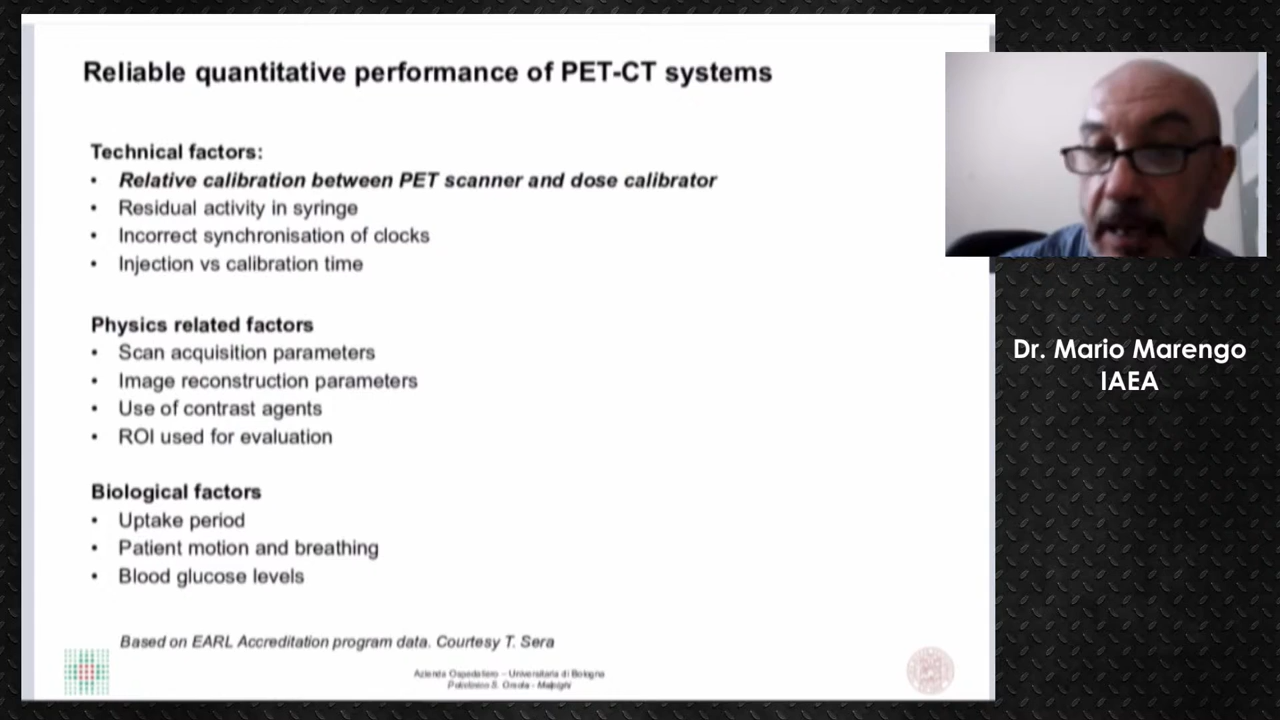 Reliable quantitative performance of PET-CT systems
Technical factors:
• Relative calibration between PET scanner and dose calibrator
• Residual activity in syringe
• Incorrect synchronisation of clocks
• Injection vs calibration time
Physics related factors
• Scan acquisition parameters
• Image reconstruction parameters
• Use of contrast agents
• ROI used for evaluation
Biological factors
• Uptake period
• Patient motion and breathing
• Blood glucose levels
Based on EARL Accreditation program data. Courtesy T. Sera
Azienda Ospedaliero – Universitaria di Bologna
Policlinico S. Orsola - Malpighi
Dr. Mario Marengo
IAEA